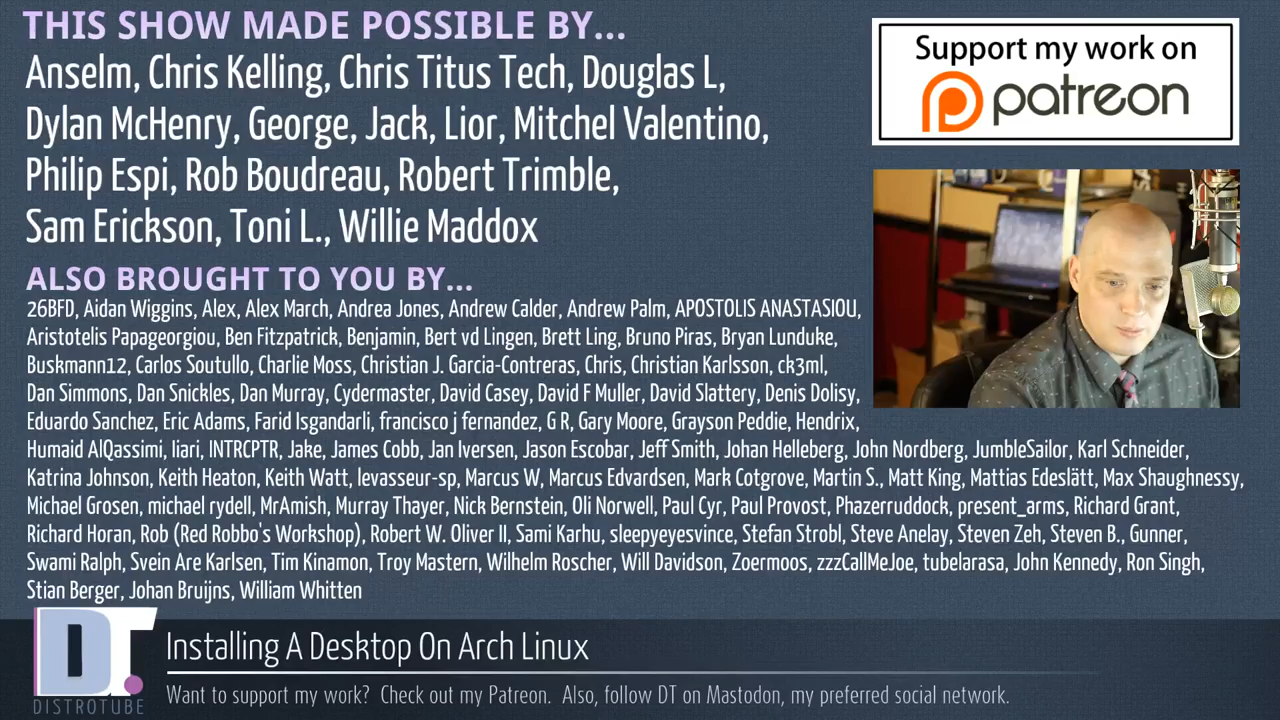 THIS SHOW MADE POSSIBLE BY...
Anselm, Chris Kelling, Chris Titus Tech, Douglas L,
Dylan McHenry, George, Jack, Lior, Mitchel Valentino,
Philip Espi, Rob Boudreau, Robert Trimble,
Sam Erickson, Toni L., Willie Maddox
Support my work on
patreon
ALSO BROUGHT TO YOU BY...
26BFD, Aidan Wiggins, Alex, Alex March, Andrea Jones, Andrew Calder, Andrew Palm, APOSTOLIS ANASTASIOU,
Aristotelis Papageorgiou, Ben Fitzpatrick, Benjamin, Bert vd Lingen, Brett Ling, Bruno Piras, Bryan Lunduke,
Buskmann12, Carlos Soutullo, Charlie Moss, Christian J. Garcia-Contreras, Chris, Christian Karlsson, ck3ml,
Dan Simmons, Dan Snickles, Dan Murray, Cydermaster, David Casey, David F Muller, David Slattery, Denis Dolisy,
Eduardo Sanchez, Eric Adams, Farid Isgandarli, francisco j fernandez, G R, Gary Moore, Grayson Peddie, Hendrix,
Humaid AlQassimi, Iiari, INTRCPTR, Jake, James Cobb, Jan Iversen, Jason Escobar, Jeff Smith, Johan Helleberg, John Nordberg, JumbleSailor, Karl Schneider,
Katrina Johnson, Keith Heaton, Keith Watt, levasseur-sp, Marcus W, Marcus Edvardsen, Mark Cotgrove, Martin S., Matt King, Mattias Edeslätt, Max Shaughnessy,
Michael Grosen, michael rydell, MrAmish, Murray Thayer, Nick Bernstein, Oli Norwell, Paul Cyr, Paul Provost, Phazerruddock, present_arms, Richard Grant,
Richard Horan, Rob (Red Robbo's Workshop), Robert W. Oliver II, Sami Karhu, sleepyeyesvince, Stefan Strobl, Steve Anelay, Steven Zeh, Steven B., Gunner,
Swami Ralph, Svein Are Karlsen, Tim Kinamon, Troy Mastern, Wilhelm Roscher, Will Davidson, Zoermoos, zzzCallMeJoe, tubelarasa, John Kennedy, Ron Singh,
Stian Berger, Johan Bruijns, William Whitten
DT.
DISTROTUBE
Installing A Desktop On Arch Linux
Want to support my work? Check out my Patreon. Also, follow DT on Mastodon, my preferred social network.